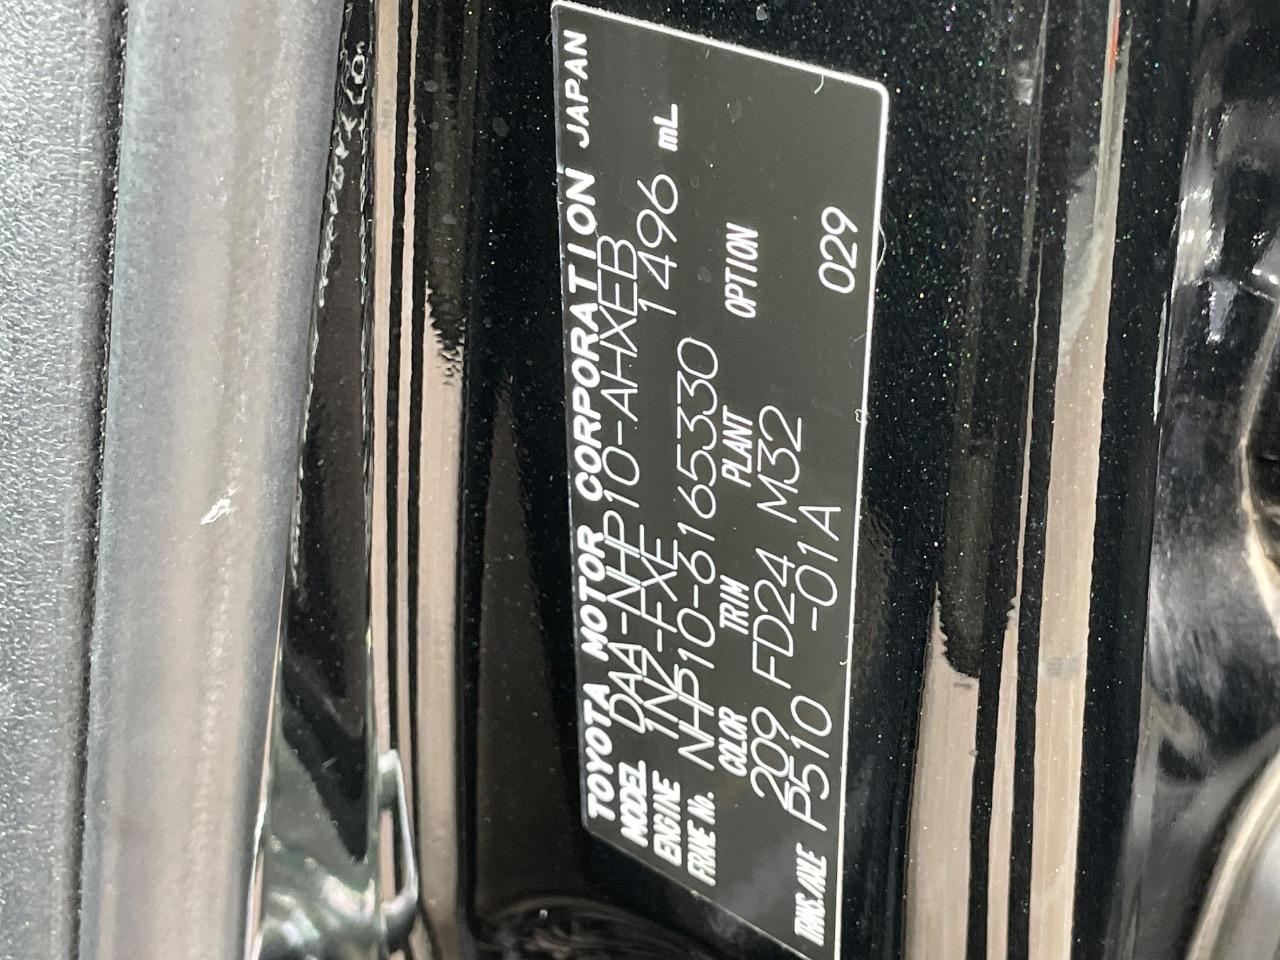 TOYOTA MOTOR CORPORATION JAPAN
MODEL DAA-NHP10-AHXEB
ENGINE 1NZ-FXE 1496 mL
FRAME No. NHP10-6165330
COLOR TRIM PLANT OPTION
209 FD24 M32
TRANS./AXLE P510 -01A 029